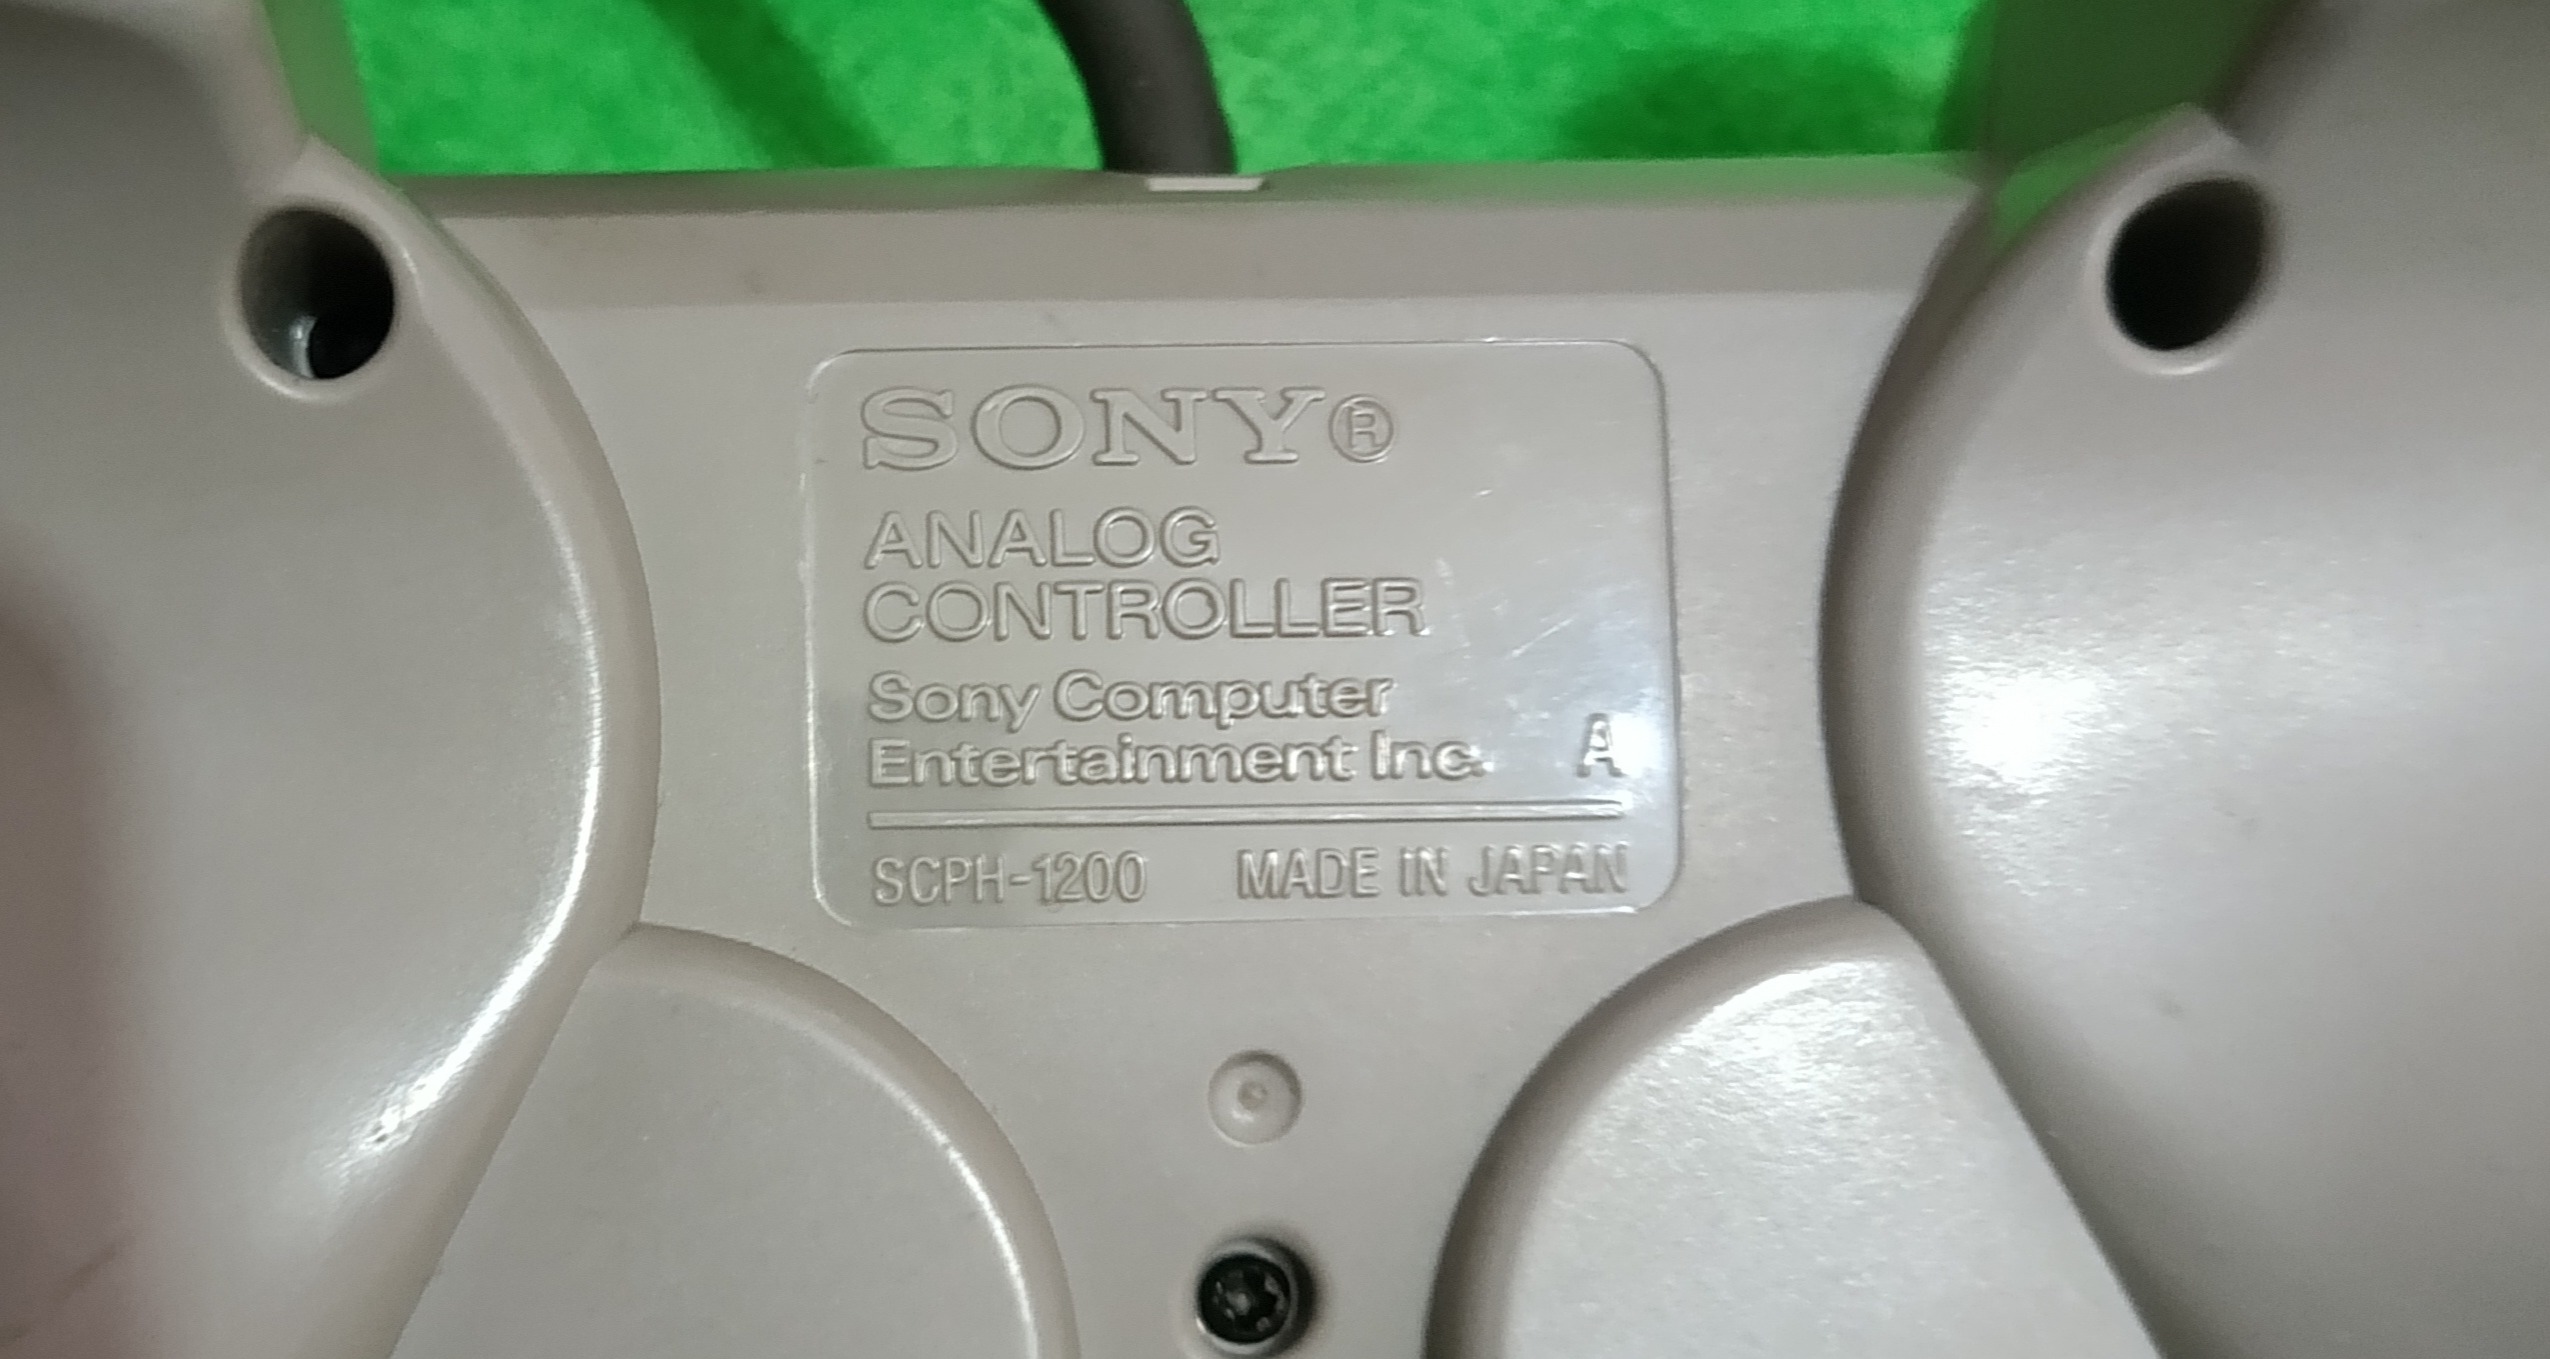 SONY®
ANALOG
CONTROLLER
Sony Computer
Entertainment Inc. A
SCPH-1200 MADE IN JAPAN